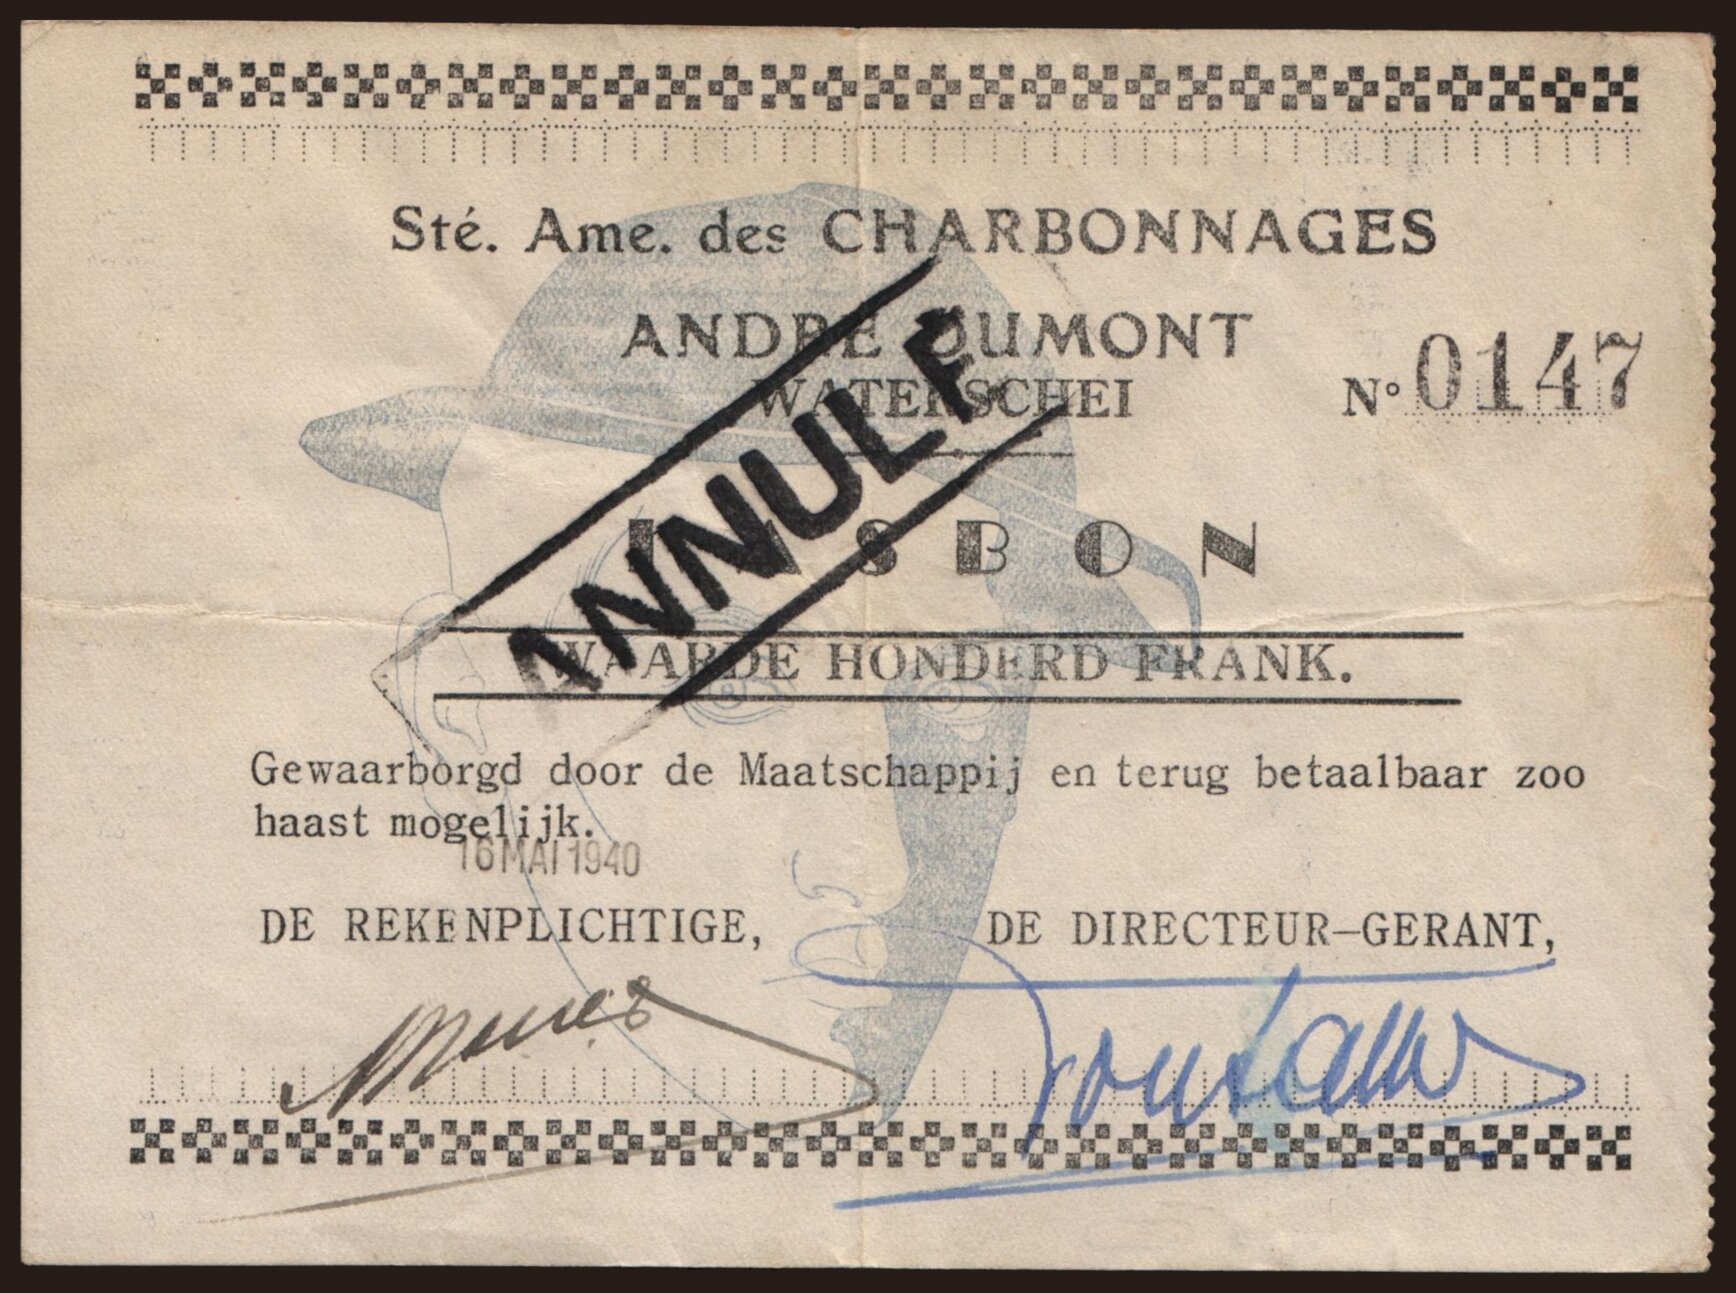 Sté. Ame. des CHARBONNAGES
ANDRE DUMONT
WATERSCHEI
N° 0147
ANNULE
KASBON
WAARDE HONDERD FRANK.
Gewaarborgd door de Maatschappij en terug betaalbaar zoo
haast mogelijk.
16 MAI 1940
DE REKENPLICHTIGE,
DE DIRECTEUR-GERANT,